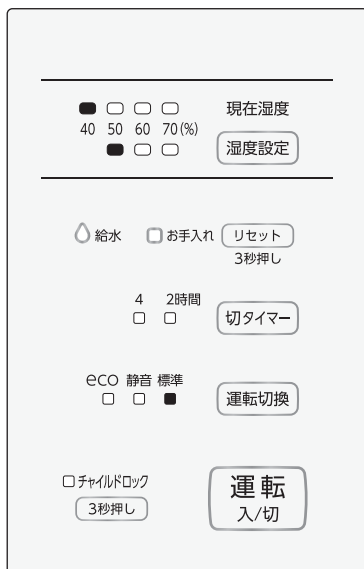 現在湿度
40 50 60 70(%)
湿度設定
給水 お手入れ リセット
3秒押し
4 2時間
切タイマー
eco 静音 標準
運転切換
チャイルドロック
3秒押し
運転
入/切